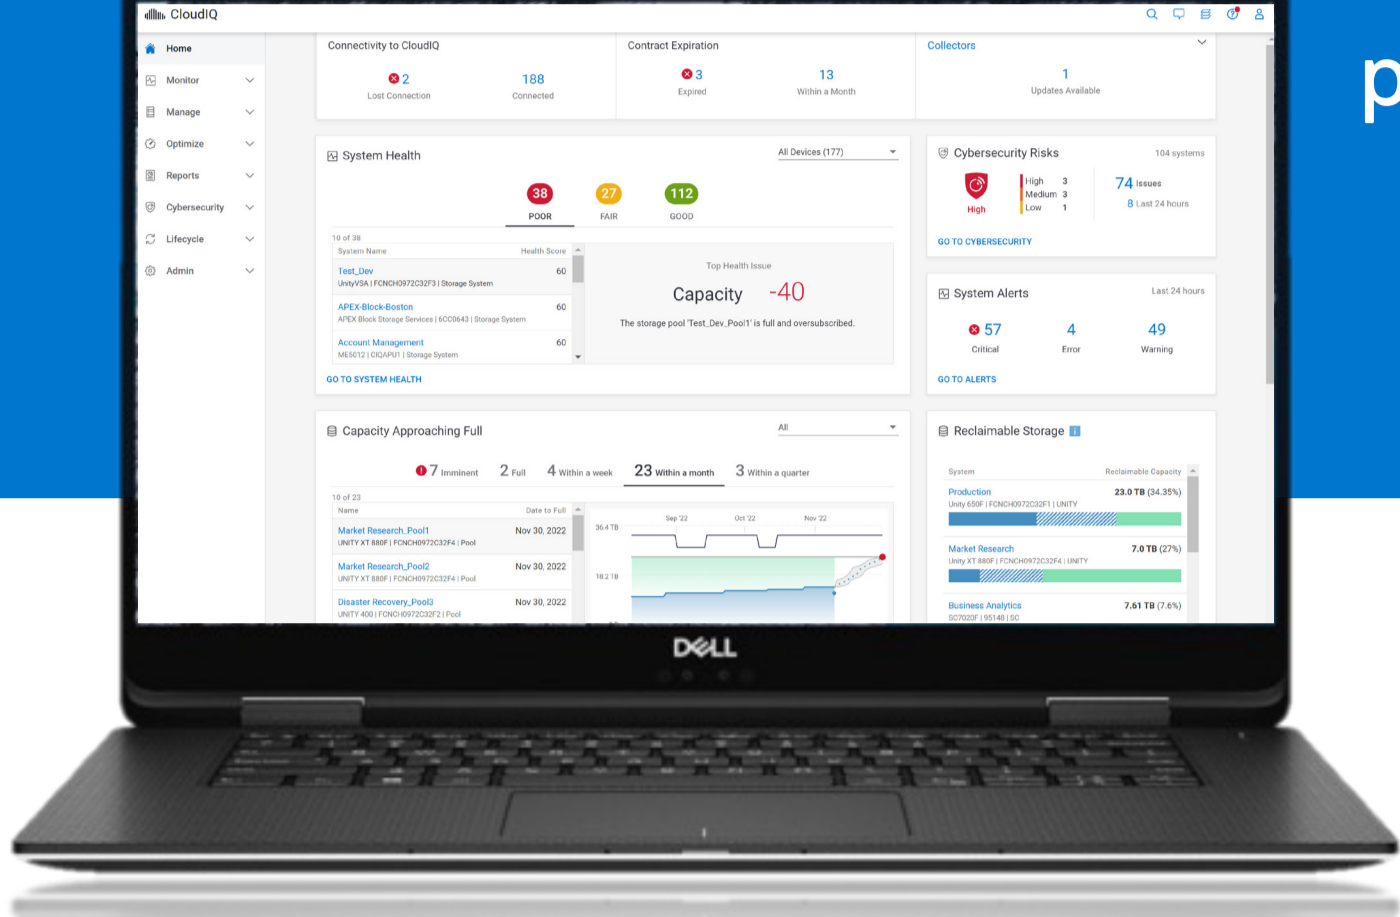 CloudIQ
p
Home
Monitor
Manage
Optimize
Reports
Cybersecurity
Lifecycle
Admin
Connectivity to CloudIQ
2
Lost Connection
188
Connected
Contract Expiration
3
Expired
13
Within a Month
Collectors
1
Updates Available
System Health
All Devices (177)
38
POOR
27
FAIR
112
GOOD
10 of 38
System Name Health Score
Test_Dev 60
UnityVSA | FCNCH0972C32F3 | Storage System
APEX-Block-Boston 60
APEX Block Storage Services | 6CC0643 | Storage System
Account Management 60
ME5012 | CIQAPU1 | Storage System
Top Health Issue
Capacity -40
The storage pool 'Test_Dev_Pool1' is full and oversubscribed.
GO TO SYSTEM HEALTH
Cybersecurity Risks 104 systems
High
High 3
Medium 3
Low 1
74 Issues
8 Last 24 hours
GO TO CYBERSECURITY
System Alerts Last 24 hours
57
Critical
4
Error
49
Warning
GO TO ALERTS
Capacity Approaching Full
All
7 Imminent 2 Full 4 Within a week 23 Within a month 3 Within a quarter
10 of 23
Name Date to Full
Market Research_Pool1 Nov 30, 2022
UNITY XT 880F | FCNCH0972C32F4 | Pool
Market Research_Pool2 Nov 30, 2022
UNITY XT 880F | FCNCH0972C32F4 | Pool
Disaster Recovery_Pool3 Nov 30, 2022
UNITY 400 | FCNCH0972C32F2 | Pool
Sep '22 Oct '22 Nov '22
36.4 TB
18.2 TB
Reclaimable Storage
System Reclaimable Capacity
Production 23.0 TB (34.35%)
Unity 650F | FCNCH0972C32F1 | UNITY
Market Research 7.0 TB (27%)
Unity XT 880F | FCNCH0972C32F4 | UNITY
Business Analytics 7.61 TB (7.6%)
SC7020F | 95148 | SC
DELL